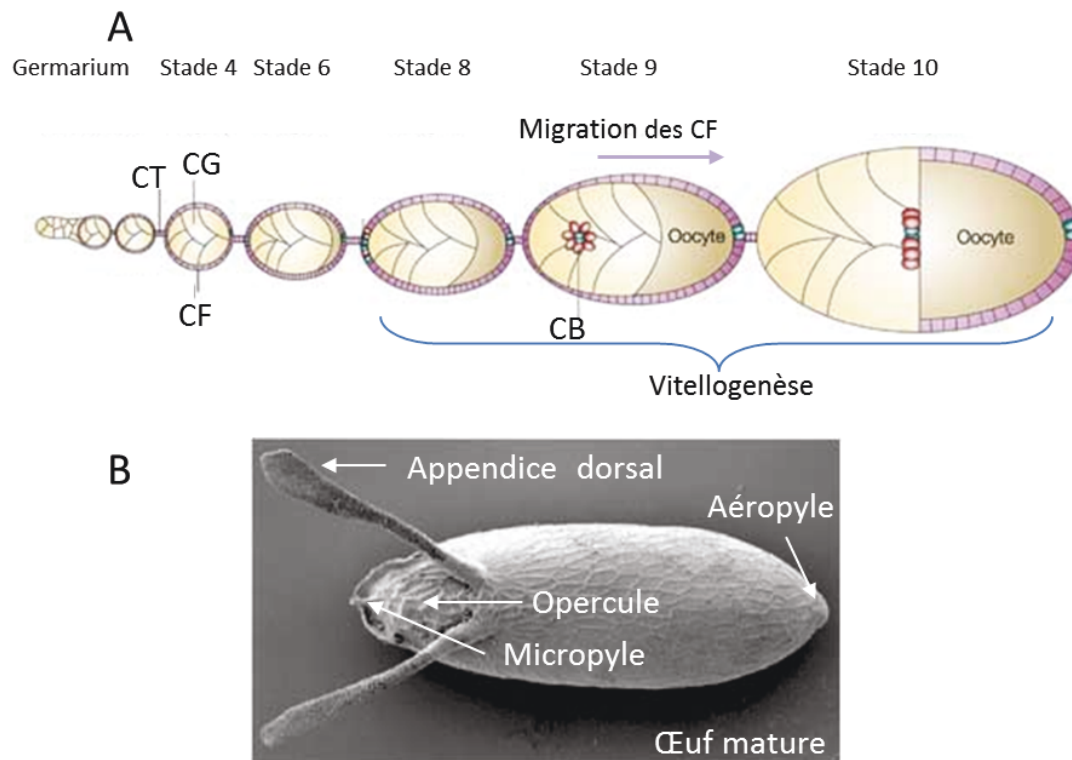 A
Germarium Stade 4 Stade 6 Stade 8 Stade 9 Stade 10
Migration des CF
CT CG
Oocyte Oocyte
CF
CB
Vitellogenèse
B
Appendice dorsal
Aéropyle
Opercule
Micropyle
Œuf mature